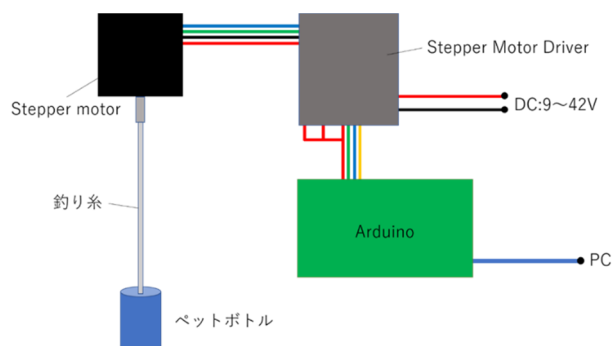 Stepper Motor Driver
Stepper motor
DC:9～42V
釣り糸
Arduino
PC
ペットボトル